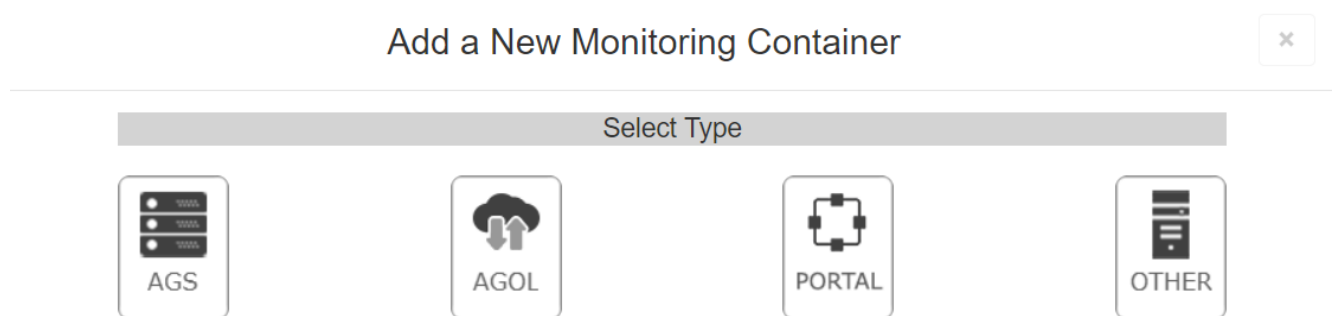 Add a New Monitoring Container
×
Select Type
AGS
AGOL
PORTAL
OTHER